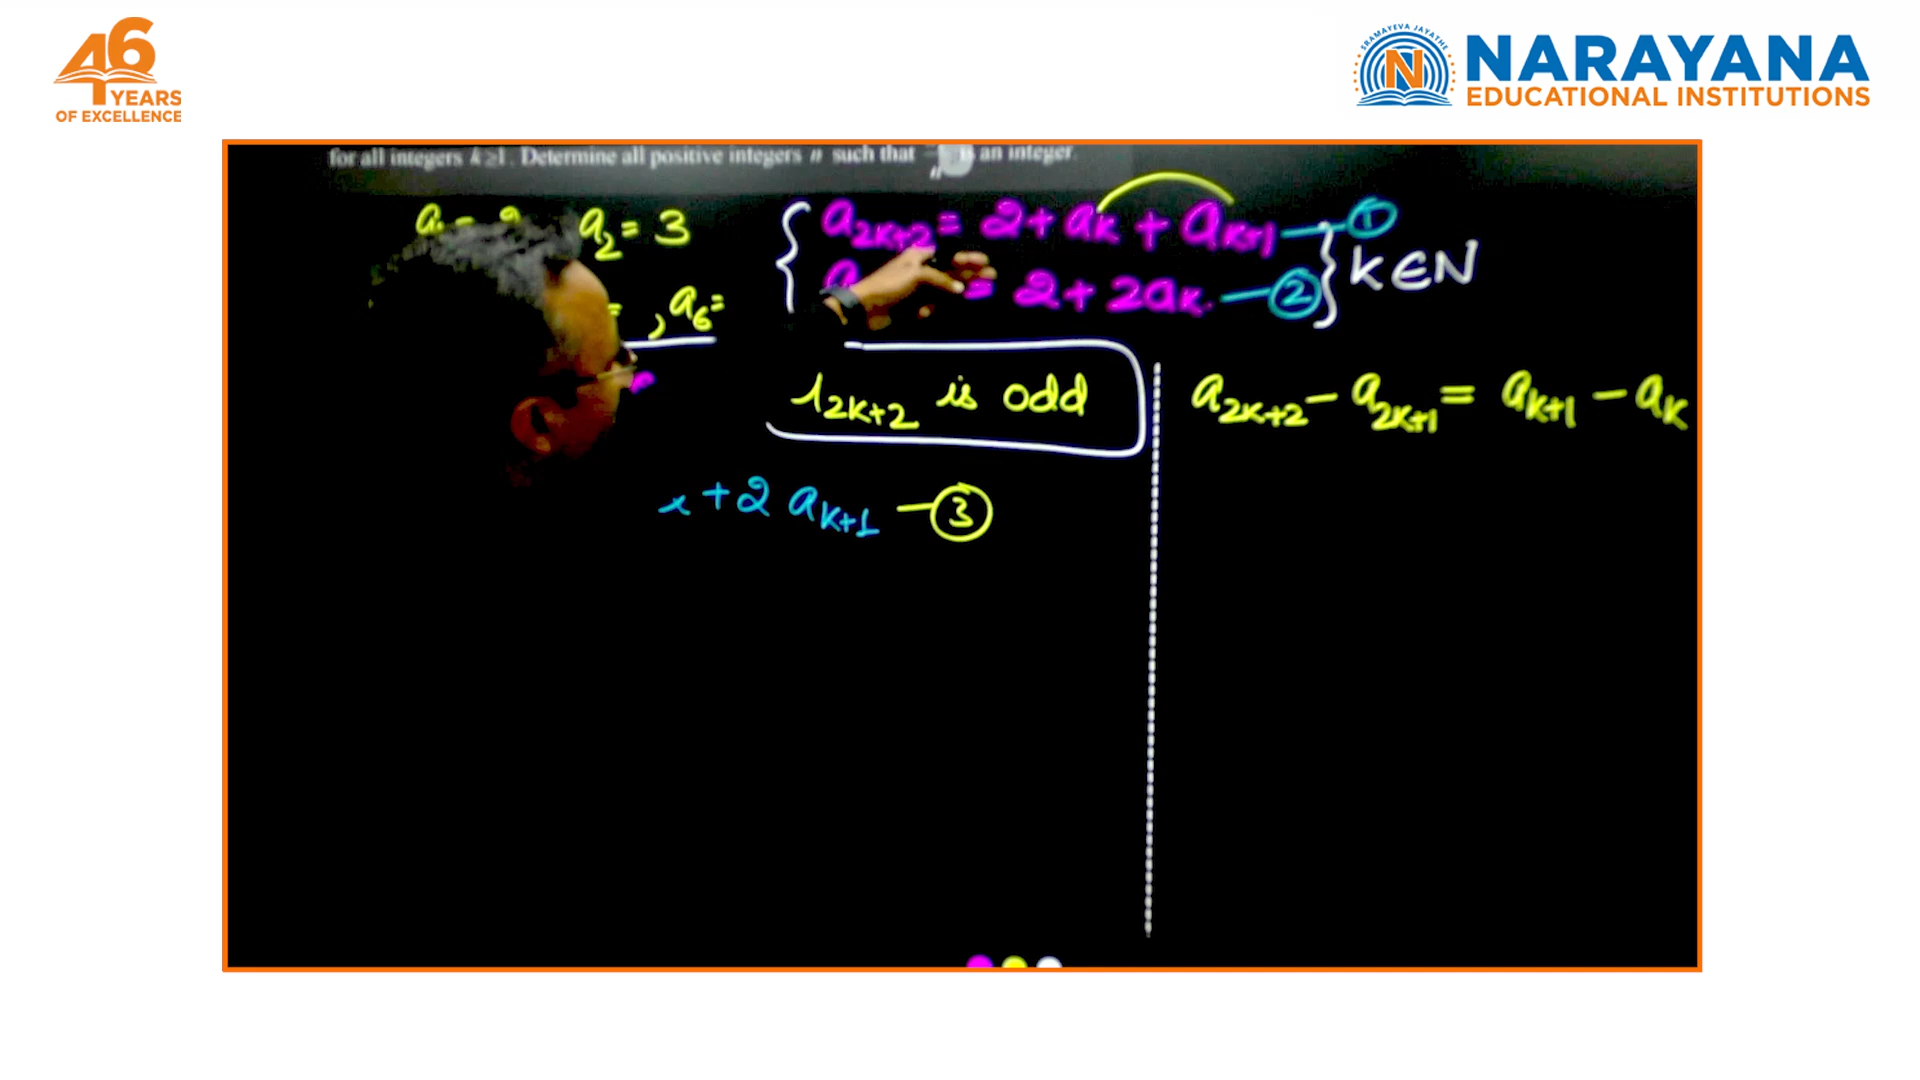 46
YEARS
OF EXCELLENCE
SRAMAYEVA JAYATHE
N
NARAYANA
EDUCATIONAL INSTITUTIONS
for all integers k≥1. Determine all positive integers n such that an integer.
a₂ = 3
a₂ₖ₊₂ = 2 + aₖ + aₖ₊₁ — ①
= 2 + 2aₖ — ②
k ∈ N
= , a₆ =
2k+2 is odd
a₂ₖ₊₂ - a₂ₖ₊₁ = aₖ₊₁ - aₖ
+ 2 aₖ₊₁ — ③